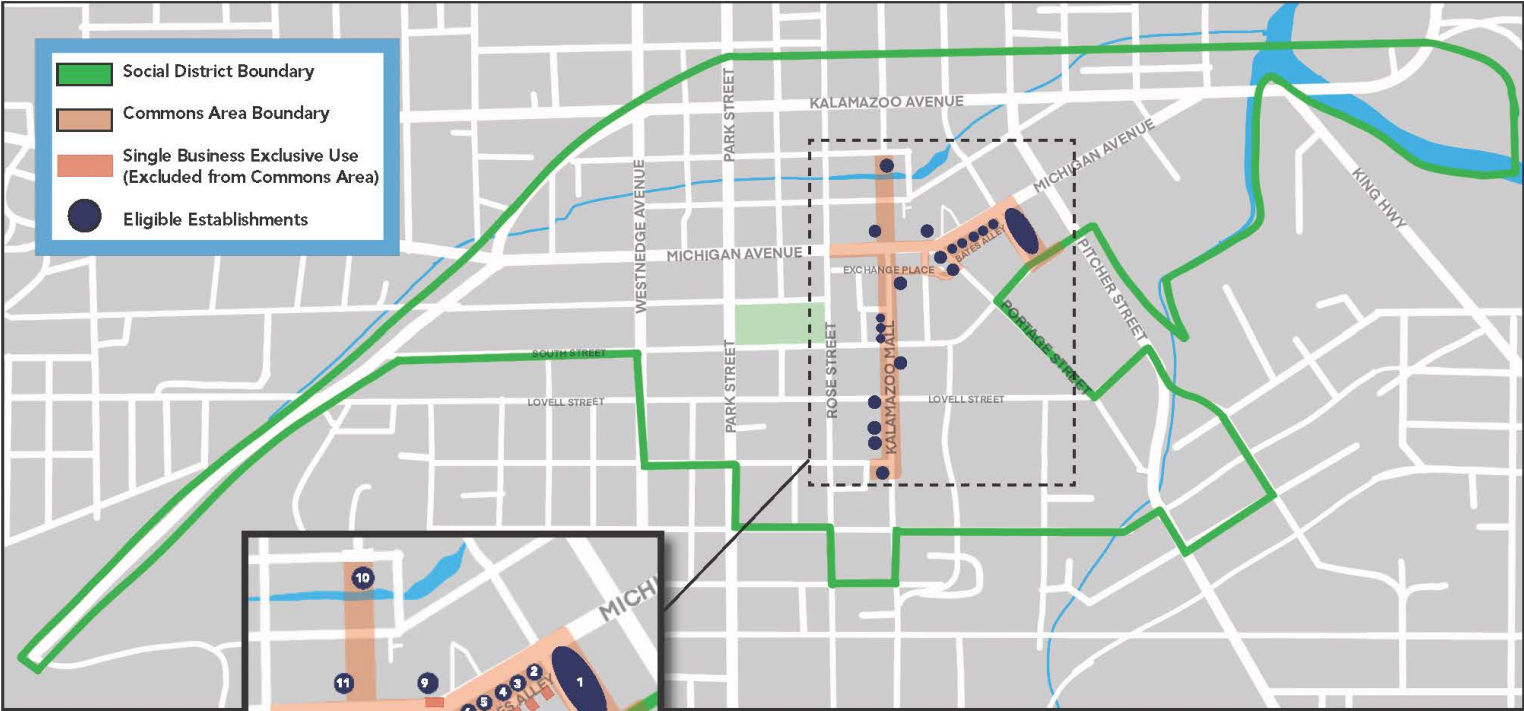 Social District Boundary
Commons Area Boundary
Single Business Exclusive Use
(Excluded from Commons Area)
Eligible Establishments
KALAMAZOO AVENUE
PARK STREET
WESTNEDGE AVENUE
MICHIGAN AVENUE
MICHIGAN AVENUE
KING HWY
BATES ALLEY
EXCHANGE PLACE
PITCHER STREET
PORTAGE STREET
SOUTH STREET
PARK STREET
ROSE STREET
KALAMAZOO MALL
LOVELL STREET
LOVELL STREET
10
MICH
11
9
5
4
3
2
1
ALLEY